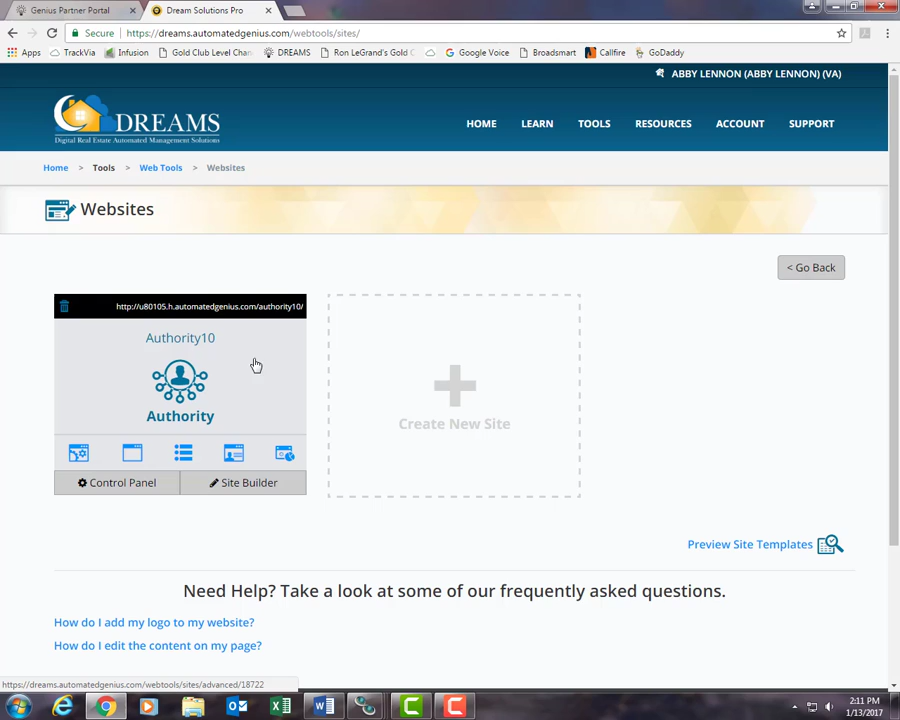 Genius Partner Portal
Dream Solutions Pro
Secure
https://dreams.automatedgenius.com/webtools/sites/
Apps
TrackVia
Infusion
Gold Club Level Chan
DREAMS
Ron LeGrand's Gold C
Google Voice
Broadsmart
Callfire
GoDaddy
ABBY LENNON (ABBY LENNON) (VA)
DREAMS
Digital Real Estate Automated Management Solutions
HOME
LEARN
TOOLS
RESOURCES
ACCOUNT
SUPPORT
Home > Tools > Web Tools > Websites
Websites
< Go Back
http://u80105.h.automatedgenius.com/authority10/
Authority10
Authority
Control Panel
Site Builder
Create New Site
Preview Site Templates
Need Help? Take a look at some of our frequently asked questions.
How do I add my logo to my website?
How do I edit the content on my page?
https://dreams.automatedgenius.com/webtools/sites/advanced/18722
2:11 PM
1/13/2017